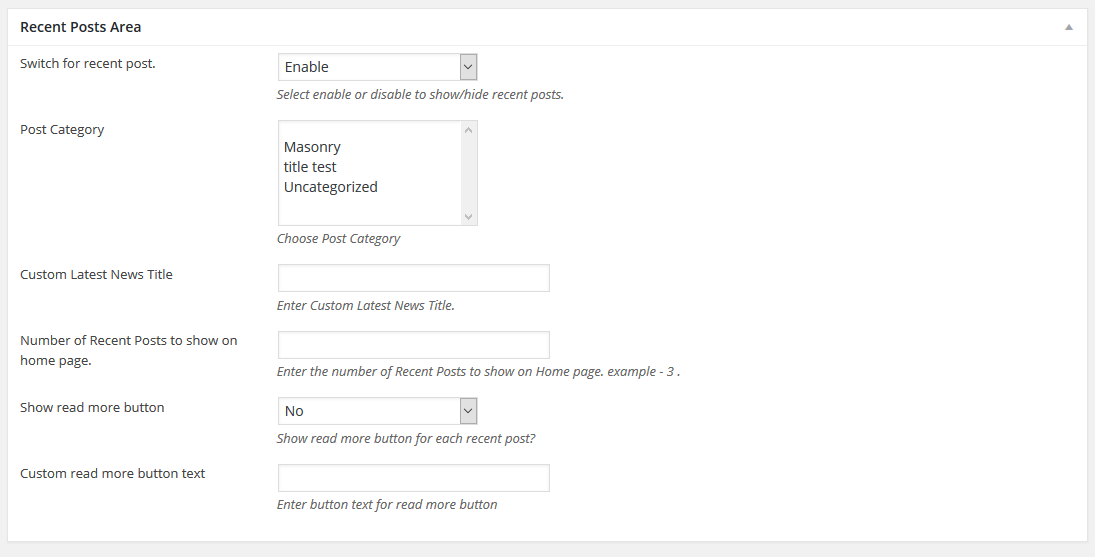 Recent Posts Area
Switch for recent post.
Enable
Select enable or disable to show/hide recent posts.
Post Category
Masonry
title test
Uncategorized
Choose Post Category
Custom Latest News Title
Enter Custom Latest News Title.
Number of Recent Posts to show on
home page.
Enter the number of Recent Posts to show on Home page. example - 3 .
Show read more button
No
Show read more button for each recent post?
Custom read more button text
Enter button text for read more button